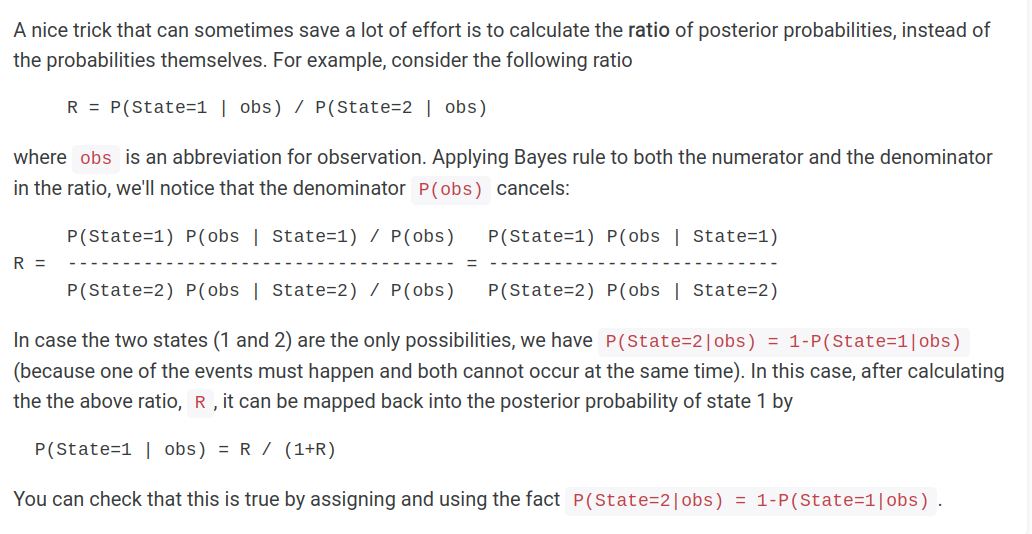 A nice trick that can sometimes save a lot of effort is to calculate the ratio of posterior probabilities, instead of
the probabilities themselves. For example, consider the following ratio
R = P(State=1 | obs) / P(State=2 | obs)
where obs is an abbreviation for observation. Applying Bayes rule to both the numerator and the denominator
in the ratio, we'll notice that the denominator P(obs) cancels:
P(State=1) P(obs | State=1) / P(obs)   P(State=1) P(obs | State=1)
R =  ------------------------------------ = ---------------------------
P(State=2) P(obs | State=2) / P(obs)   P(State=2) P(obs | State=2)
In case the two states (1 and 2) are the only possibilities, we have P(State=2|obs) = 1-P(State=1|obs)
(because one of the events must happen and both cannot occur at the same time). In this case, after calculating
the the above ratio, R , it can be mapped back into the posterior probability of state 1 by
P(State=1 | obs) = R / (1+R)
You can check that this is true by assigning and using the fact P(State=2|obs) = 1-P(State=1|obs) .